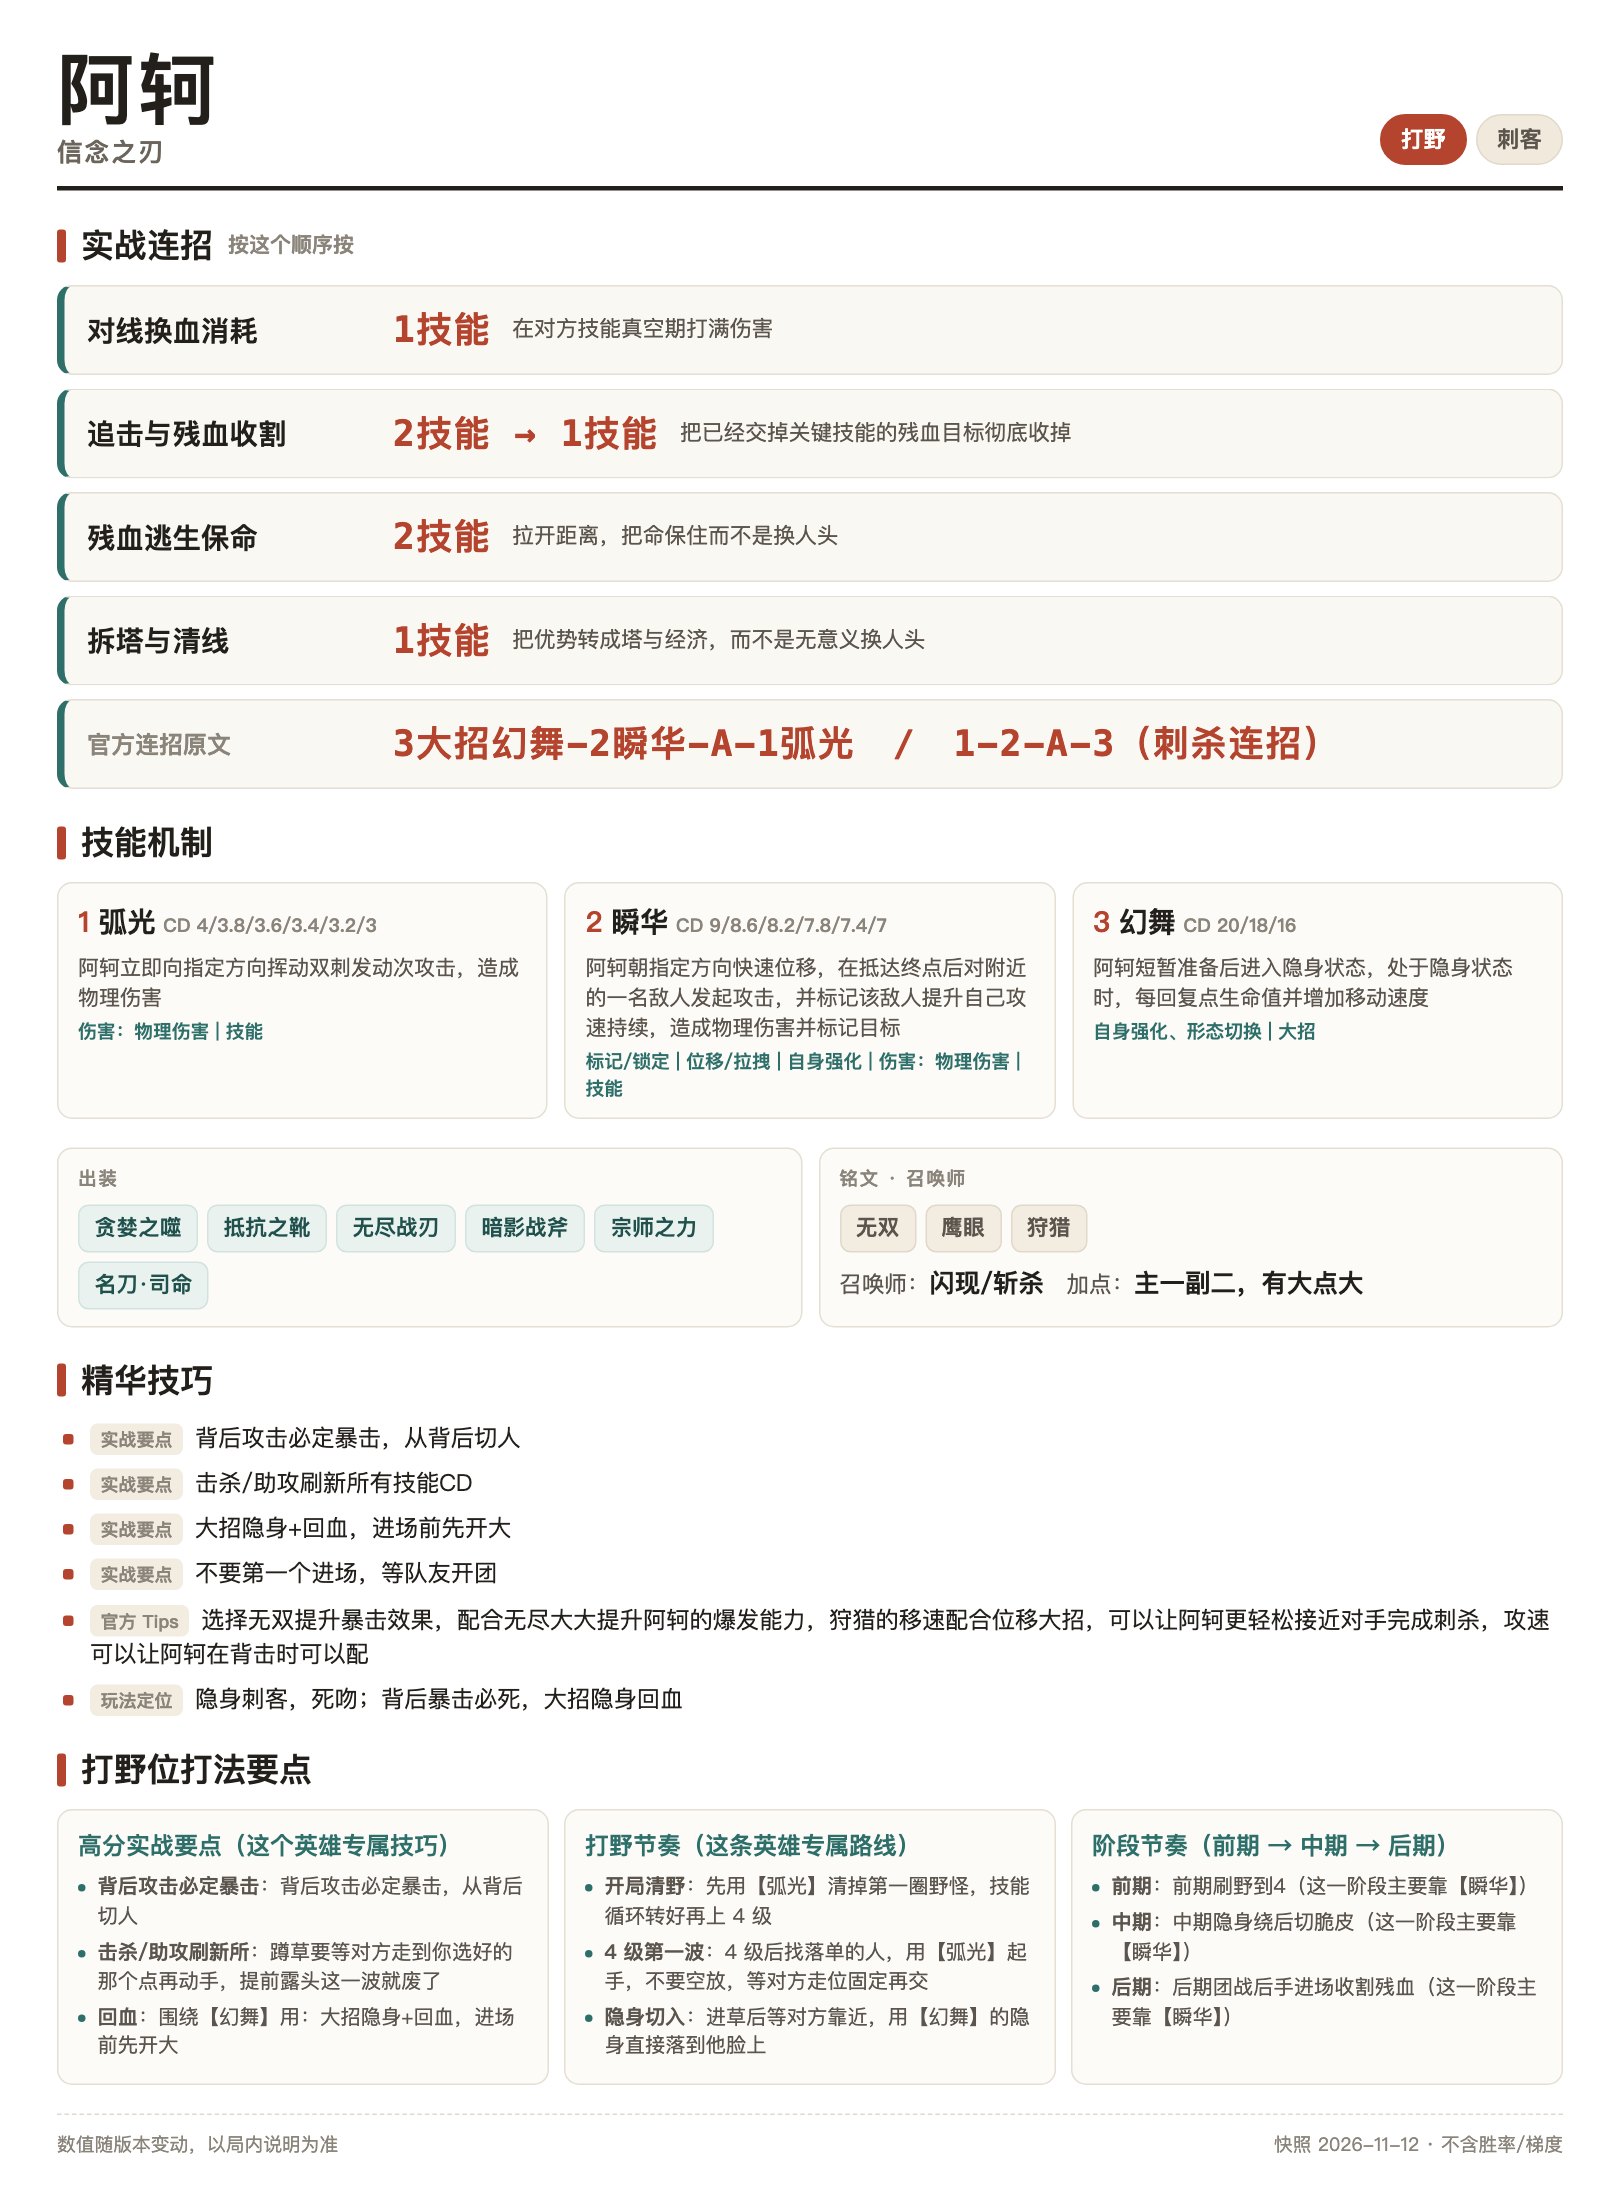 阿轲
信念之刃
打野 刺客
实战连招 按这个顺序按
对线换血消耗 1技能 在对方技能真空期打满伤害
追击与残血收割 2技能 → 1技能 把已经交掉关键技能的残血目标彻底收掉
残血逃生保命 2技能 拉开距离，把命保住而不是换人头
拆塔与清线 1技能 把优势转成塔与经济，而不是无意义换人头
官方连招原文 3大招幻舞-2瞬华-A-1弧光 / 1-2-A-3（刺杀连招）
技能机制
1 弧光 CD 4/3.8/3.6/3.4/3.2/3
阿轲立即向指定方向挥动双刺发动次攻击，造成
物理伤害
伤害：物理伤害 | 技能
2 瞬华 CD 9/8.6/8.2/7.8/7.4/7
阿轲朝指定方向快速位移，在抵达终点后对附近
的一名敌人发起攻击，并标记该敌人提升自己攻
速持续，造成物理伤害并标记目标
标记/锁定 | 位移/拉拽 | 自身强化 | 伤害：物理伤害 |
技能
3 幻舞 CD 20/18/16
阿轲短暂准备后进入隐身状态，处于隐身状态
时，每回复点生命值并增加移动速度
自身强化、形态切换 | 大招
出装
贪婪之噬 抵抗之靴 无尽战刃 暗影战斧 宗师之力
名刀·司命
铭文 · 召唤师
无双 鹰眼 狩猎
召唤师：闪现/斩杀 加点：主一副二，有大点大
精华技巧
实战要点 背后攻击必定暴击，从背后切人
实战要点 击杀/助攻刷新所有技能CD
实战要点 大招隐身+回血，进场前先开大
实战要点 不要第一个进场，等队友开团
官方 Tips 选择无双提升暴击效果，配合无尽大大提升阿轲的爆发能力，狩猎的移速配合位移大招，可以让阿轲更轻松接近对手完成刺杀，攻速
可以让阿轲在背击时可以配
玩法定位 隐身刺客，死吻；背后暴击必死，大招隐身回血
打野位打法要点
高分实战要点（这个英雄专属技巧）
背后攻击必定暴击：背后攻击必定暴击，从背后
切人
击杀/助攻刷新所：蹲草要等对方走到你选好的
那个点再动手，提前露头这一波就废了
回血：围绕【幻舞】用：大招隐身+回血，进场
前先开大
打野节奏（这条英雄专属路线）
开局清野：先用【弧光】清掉第一圈野怪，技能
循环转好再上 4 级
4 级第一波：4 级后找落单的人，用【弧光】起
手，不要空放，等对方走位固定再交
隐身切入：进草后等对方靠近，用【幻舞】的隐
身直接落到他脸上
阶段节奏（前期 → 中期 → 后期）
前期：前期刷野到4（这一阶段主要靠【瞬华】）
中期：中期隐身绕后切脆皮（这一阶段主要靠
【瞬华】）
后期：后期团战后手进场收割残血（这一阶段主
要靠【瞬华】）
数值随版本变动，以局内说明为准
快照 2026-11-12 · 不含胜率/梯度